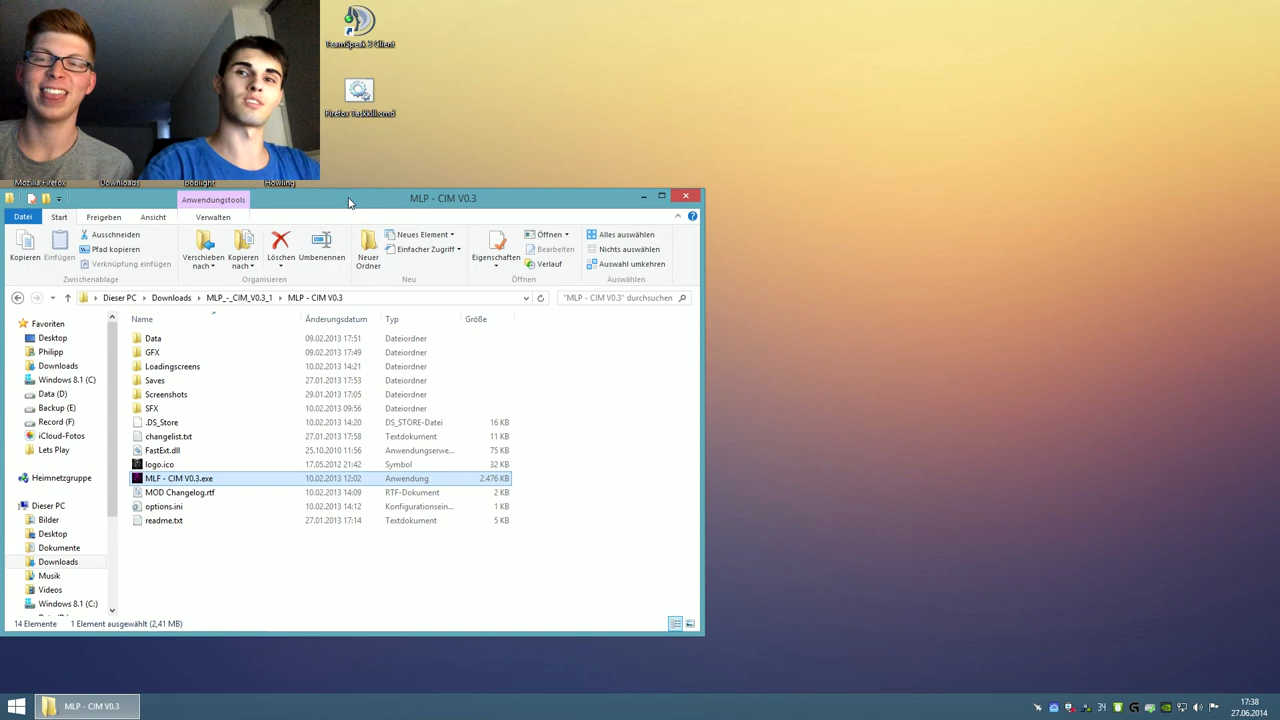 TeamSpeak 3 Client
Firefox Taskkill.cmd
Mozilla Firefox
Downloads
boblight
Howling
Anwendungstools
MLP - CIM V0.3
Datei
Start
Freigeben
Ansicht
Verwalten
Kopieren
Einfügen
Ausschneiden
Pfad kopieren
Verknüpfung einfügen
Zwischenablage
Verschieben nach
Kopieren nach
Löschen
Umbenennen
Organisieren
Neuer Ordner
Neues Element
Einfacher Zugriff
Neu
Eigenschaften
Öffnen
Bearbeiten
Verlauf
Öffnen
Alles auswählen
Nichts auswählen
Auswahl umkehren
Auswählen
Dieser PC
Downloads
MLP_-_CIM_V0.3_1
MLP - CIM V0.3
"MLP - CIM V0.3" durchsuchen
Favoriten
Desktop
Philipp
Downloads
Windows 8.1 (C)
Data (D)
Backup (E)
Record (F)
iCloud-Fotos
Lets Play
Heimnetzgruppe
Dieser PC
Bilder
Desktop
Dokumente
Downloads
Musik
Videos
Windows 8.1 (C:)
Name Änderungsdatum Typ Größe
Data 09.02.2013 17:51 Dateiordner
GFX 09.02.2013 17:49 Dateiordner
Loadingscreens 10.02.2013 14:21 Dateiordner
Saves 27.01.2013 17:53 Dateiordner
Screenshots 29.01.2013 17:05 Dateiordner
SFX 10.02.2013 09:56 Dateiordner
.DS_Store 10.02.2013 14:20 DS_STORE-Datei 16 KB
changelist.txt 27.01.2013 17:58 Textdokument 11 KB
FastExt.dll 25.10.2010 11:56 Anwendungserwe... 75 KB
logo.ico 17.05.2012 21:42 Symbol 32 KB
MLF - CIM V0.3.exe 10.02.2013 12:02 Anwendung 2.476 KB
MOD Changelog.rtf 10.02.2013 14:09 RTF-Dokument 2 KB
options.ini 10.02.2013 14:12 Konfigurationsein... 1 KB
readme.txt 27.01.2013 17:14 Textdokument 5 KB
14 Elemente 1 Element ausgewählt (2,41 MB)
MLP - CIM V0.3
17:38
27.06.2014